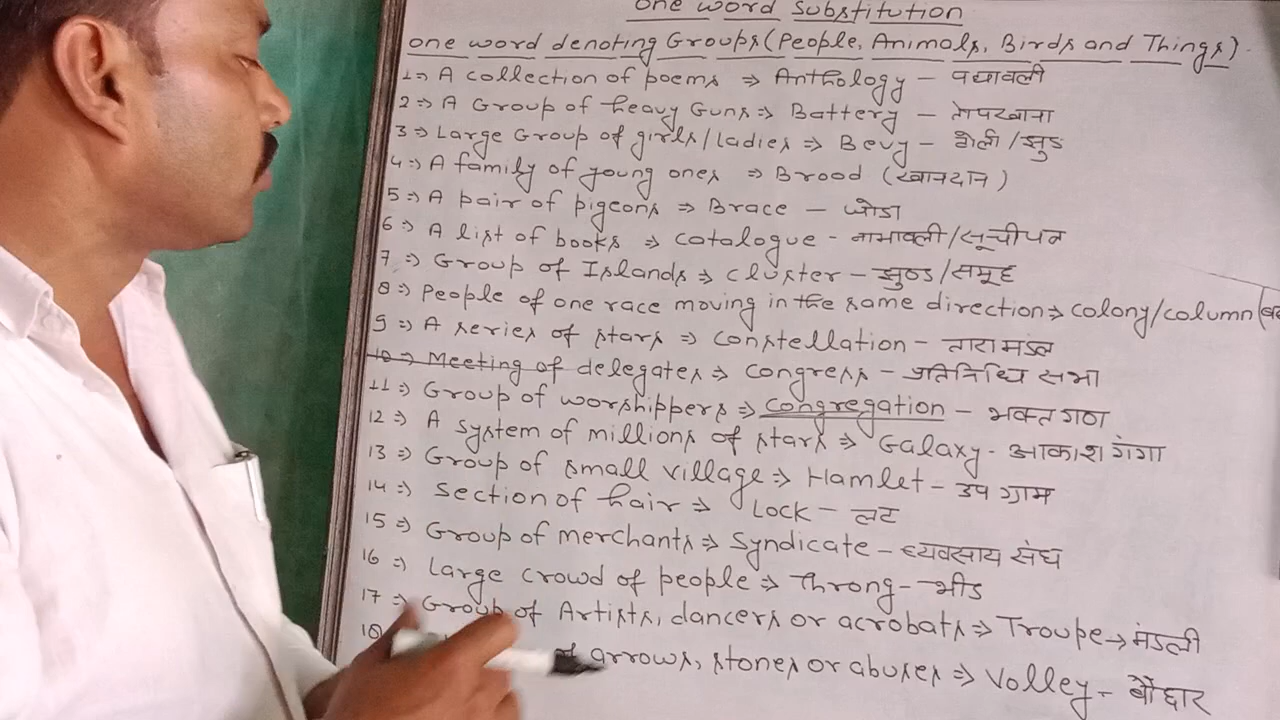 one word substitution
one word denoting Groups (People, Animals, Birds and Things).
1⇒ A collection of poems ⇒ Anthology – पद्यावली
2⇒ A Group of heavy Guns ⇒ Battery – तोपखाना
3⇒ Large Group of girls/ladies ⇒ Bevy – टोली/झुंड
4⇒ A family of young ones ⇒ Brood (खानदान)
5⇒ A pair of pigeons ⇒ Brace – जोडा
6⇒ A list of books ⇒ Catalogue – नामावली/सूचीपत्र
7⇒ Group of Islands ⇒ Cluster – झुण्ड/समूह
8⇒ People of one race moving in the same direction ⇒ Colony/column
9⇒ A series of stars ⇒ Constellation – तारा मंडल
10⇒ Meeting of delegates ⇒ Congress – प्रतिनिधि सभा
11⇒ Group of worshippers ⇒ Congregation – भक्त गण
12⇒ A system of millions of stars ⇒ Galaxy – आकाश गंगा
13⇒ Group of small village ⇒ Hamlet – उप ग्राम
14⇒ Section of hair ⇒ Lock – लट
15⇒ Group of merchants ⇒ Syndicate – व्यवसाय संघ
16⇒ Large crowd of people ⇒ Throng – भीड
17⇒ Group of Artists, dancers or acrobats ⇒ Troupe → मंडली
18 of arrows, stones or abuses ⇒ Volley – बौछार